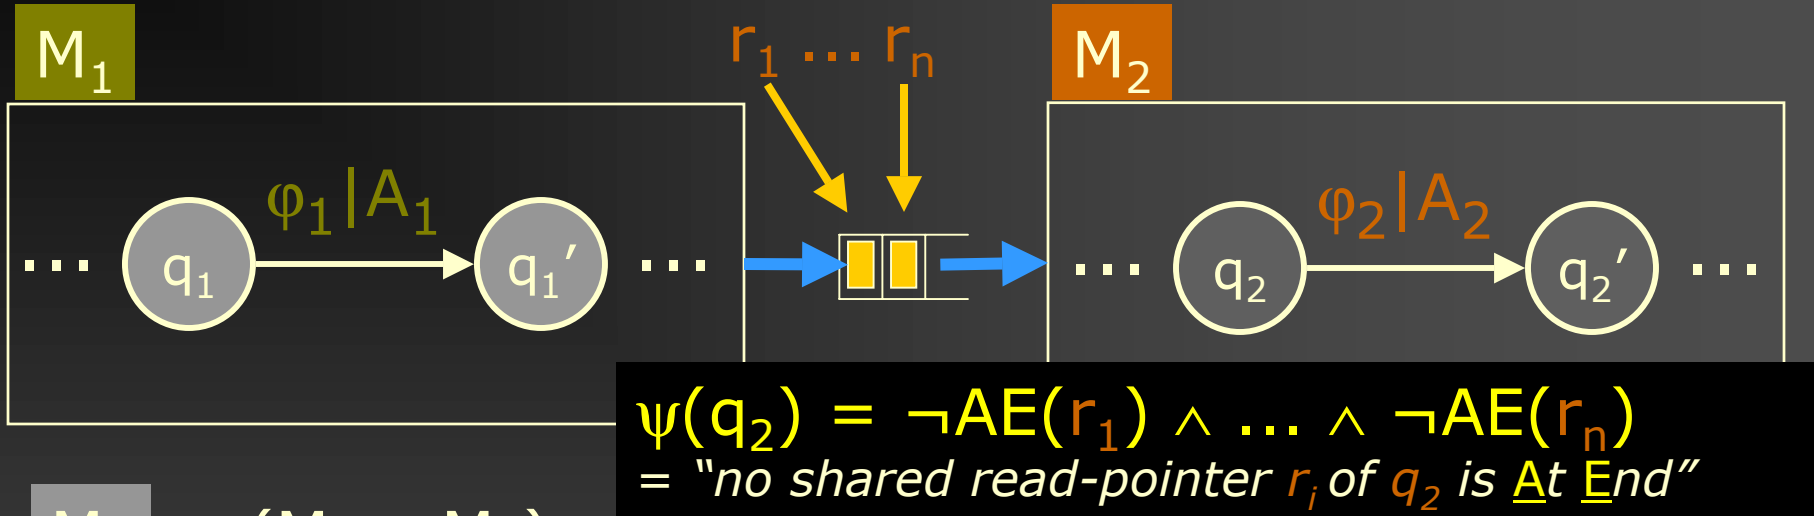 M₁
r₁ ... rₙ
M₂
... q₁ φ₁|A₁ q₁′ ...
... q₂ φ₂|A₂ q₂′ ...
ψ(q₂) = ¬AE(r₁) ∧ ... ∧ ¬AE(rₙ)
= “no shared read-pointer rᵢ of q₂ is At End”